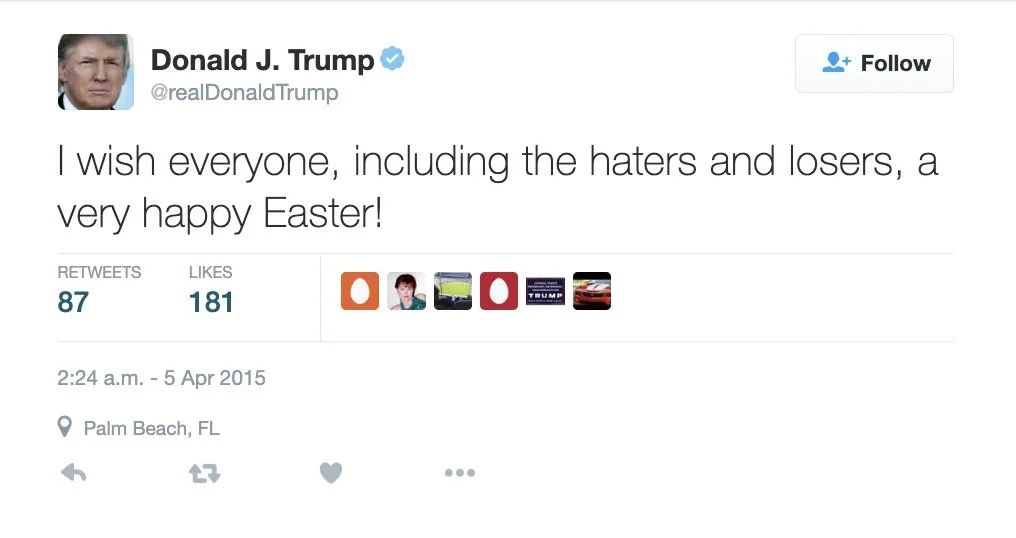 Donald J. Trump
@realDonaldTrump
Follow
I wish everyone, including the haters and losers, a
very happy Easter!
RETWEETS LIKES
87 181
TRUMP
2:24 a.m. - 5 Apr 2015
Palm Beach, FL